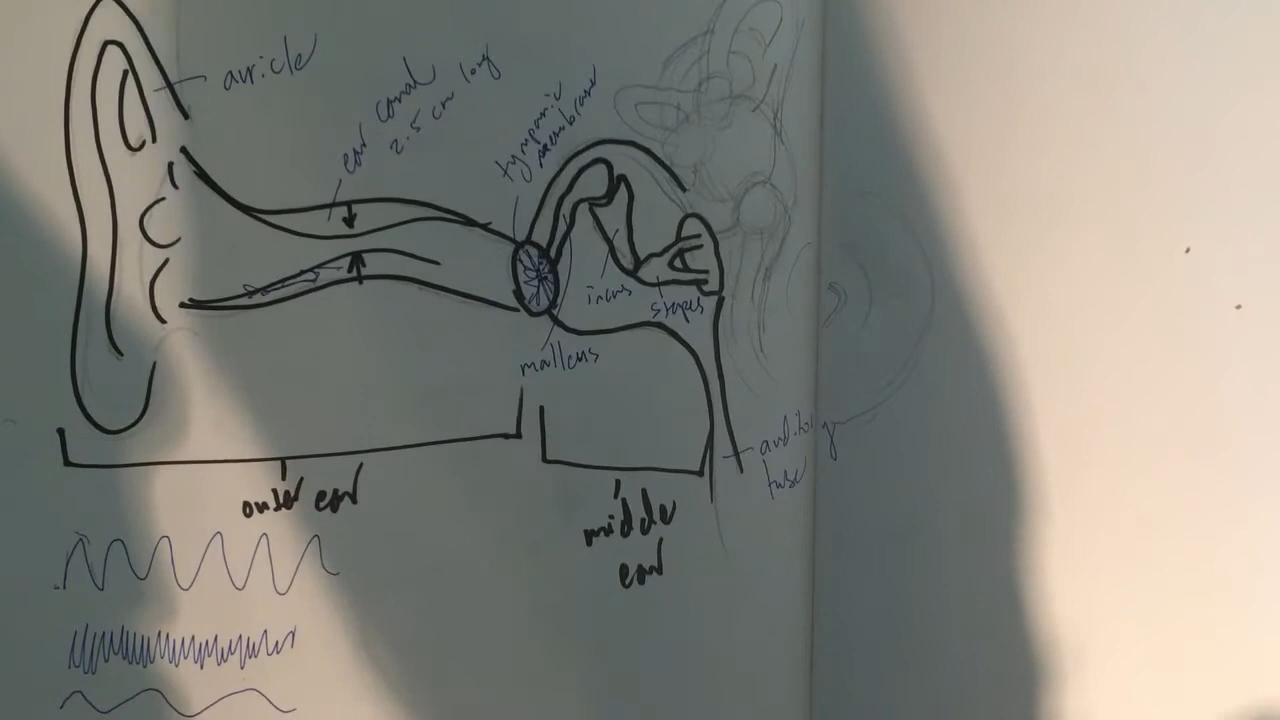 auricle
ear canal
2.5 cm long
tympanic
membrane
incus
stapes
malleus
auditory
tube
outer ear
middle
ear